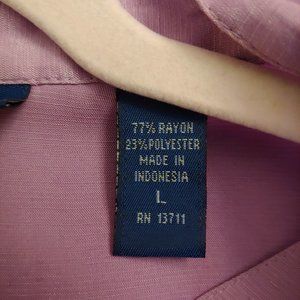 77% RAYON
23% POLYESTER
MADE IN
INDONESIA
L
RN 13711